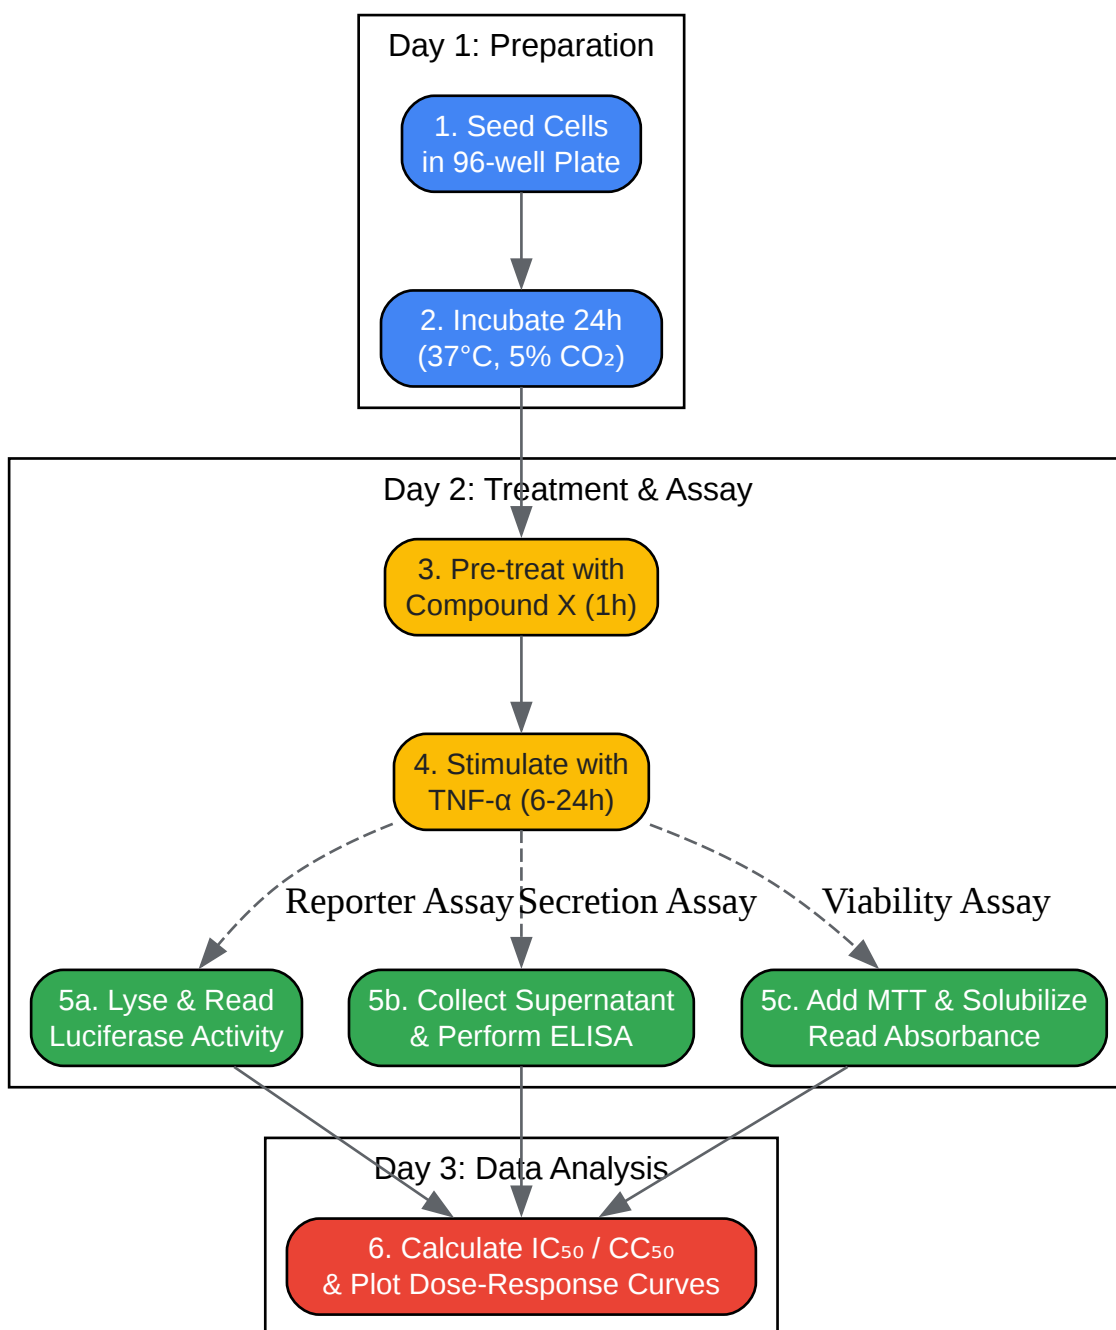 Day 1: Preparation
1. Seed Cells
in 96-well Plate
2. Incubate 24h
(37°C, 5% CO₂)
Day 2: Treatment & Assay
3. Pre-treat with
Compound X (1h)
4. Stimulate with
TNF-α (6-24h)
Reporter Assay
Secretion Assay
Viability Assay
5a. Lyse & Read
Luciferase Activity
5b. Collect Supernatant
& Perform ELISA
5c. Add MTT & Solubilize
Read Absorbance
Day 3: Data Analysis
6. Calculate IC₅₀ / CC₅₀
& Plot Dose-Response Curves